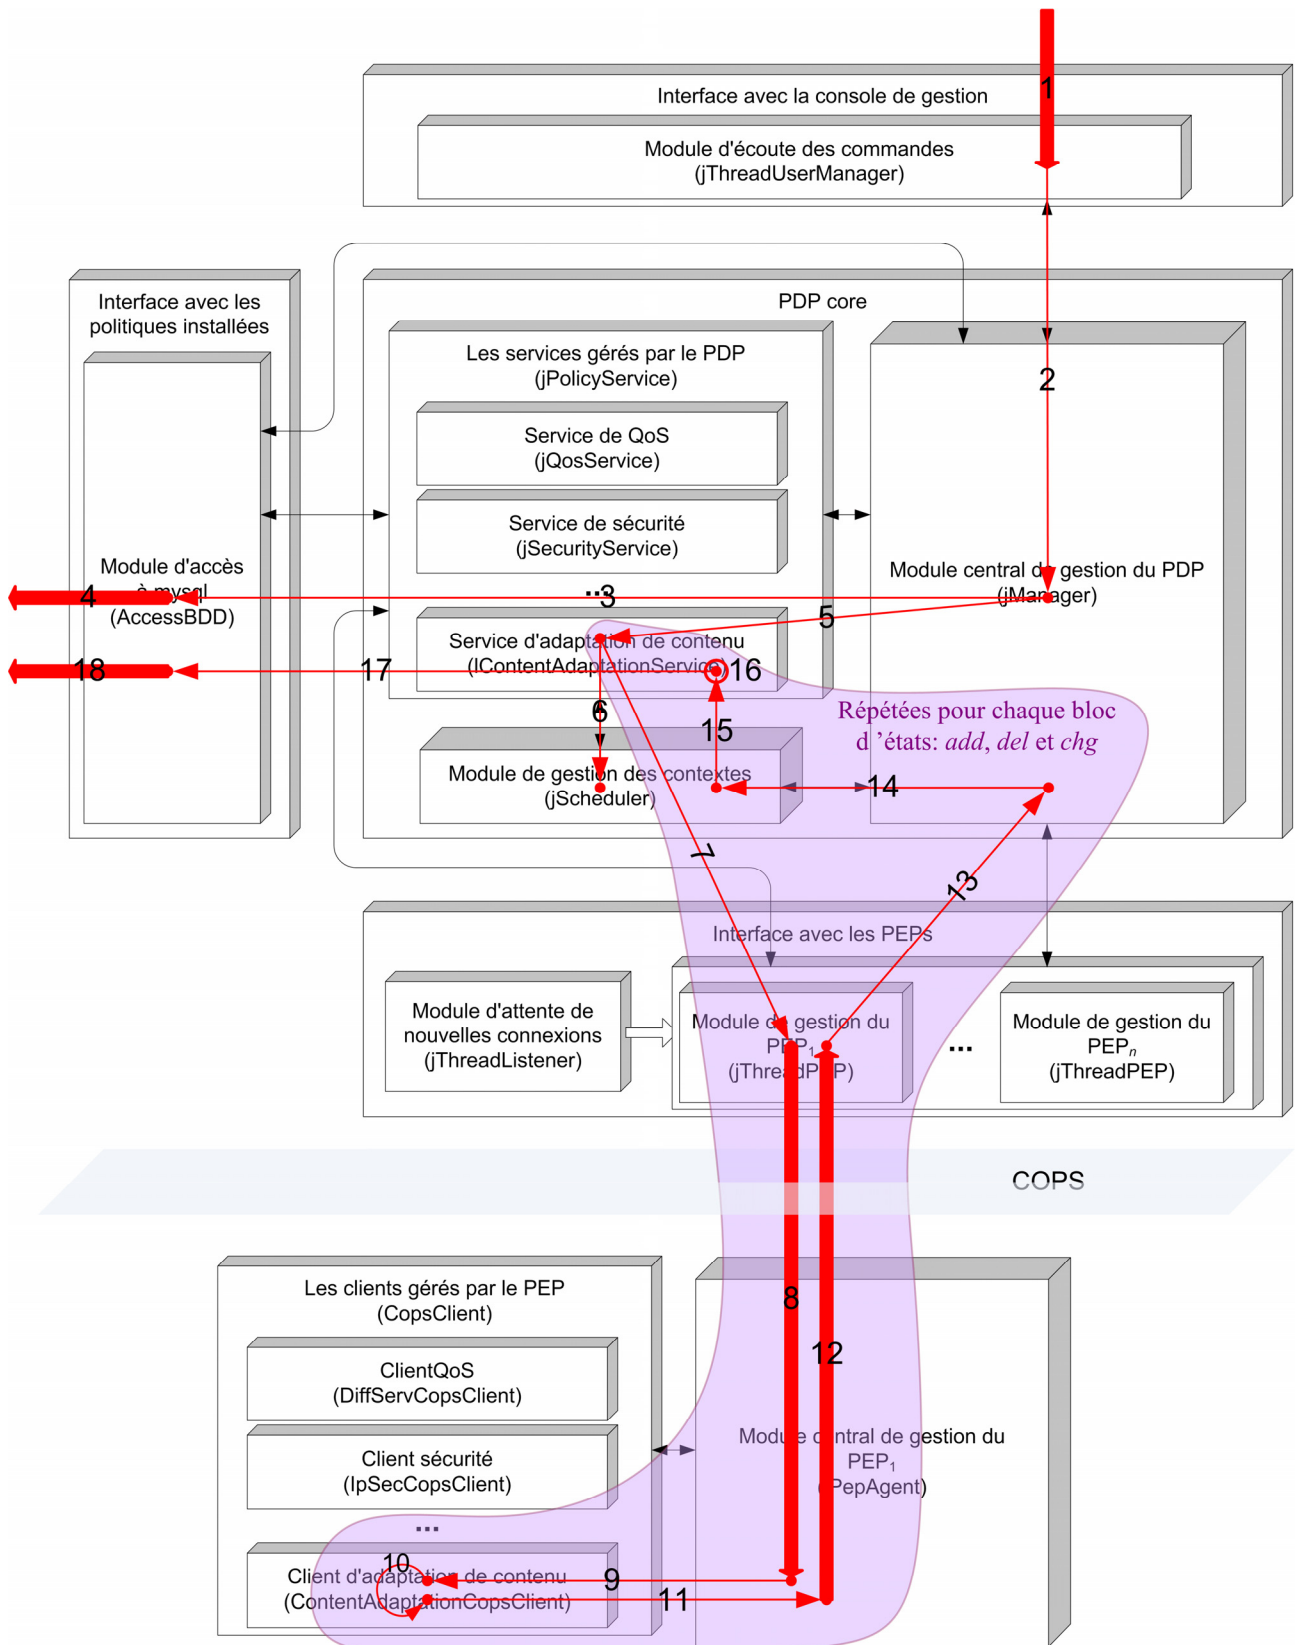 1
Interface avec la console de gestion
Module d'écoute des commandes
(jThreadUserManager)
Interface avec les
politiques installées
Module d'accès
à mysql
(AccessBDD)
PDP core
Les services gérés par le PDP
(jPolicyService)
Service de QoS
(jQosService)
Service de sécurité
(jSecurityService)
...
Service d'adaptation de contenu
(lContentAdaptationService)
Module central de gestion du PDP
(jManager)
2
3
4
5
6
16
17
18
15
Répétées pour chaque bloc
d ’états: add, del et chg
Module de gestion des contextes
(jScheduler)
14
7
13
Interface avec les PEPs
Module d'attente de
nouvelles connexions
(jThreadListener)
Module de gestion du
PEP1
(jThreadPEP)
...
Module de gestion du
PEPn
(jThreadPEP)
COPS
Les clients gérés par le PEP
(CopsClient)
ClientQoS
(DiffServCopsClient)
Client sécurité
(IpSecCopsClient)
...
Client d'adaptation de contenu
(ContentAdaptationCopsClient)
8
12
Module central de gestion du
PEP1
(PepAgent)
10
9
11